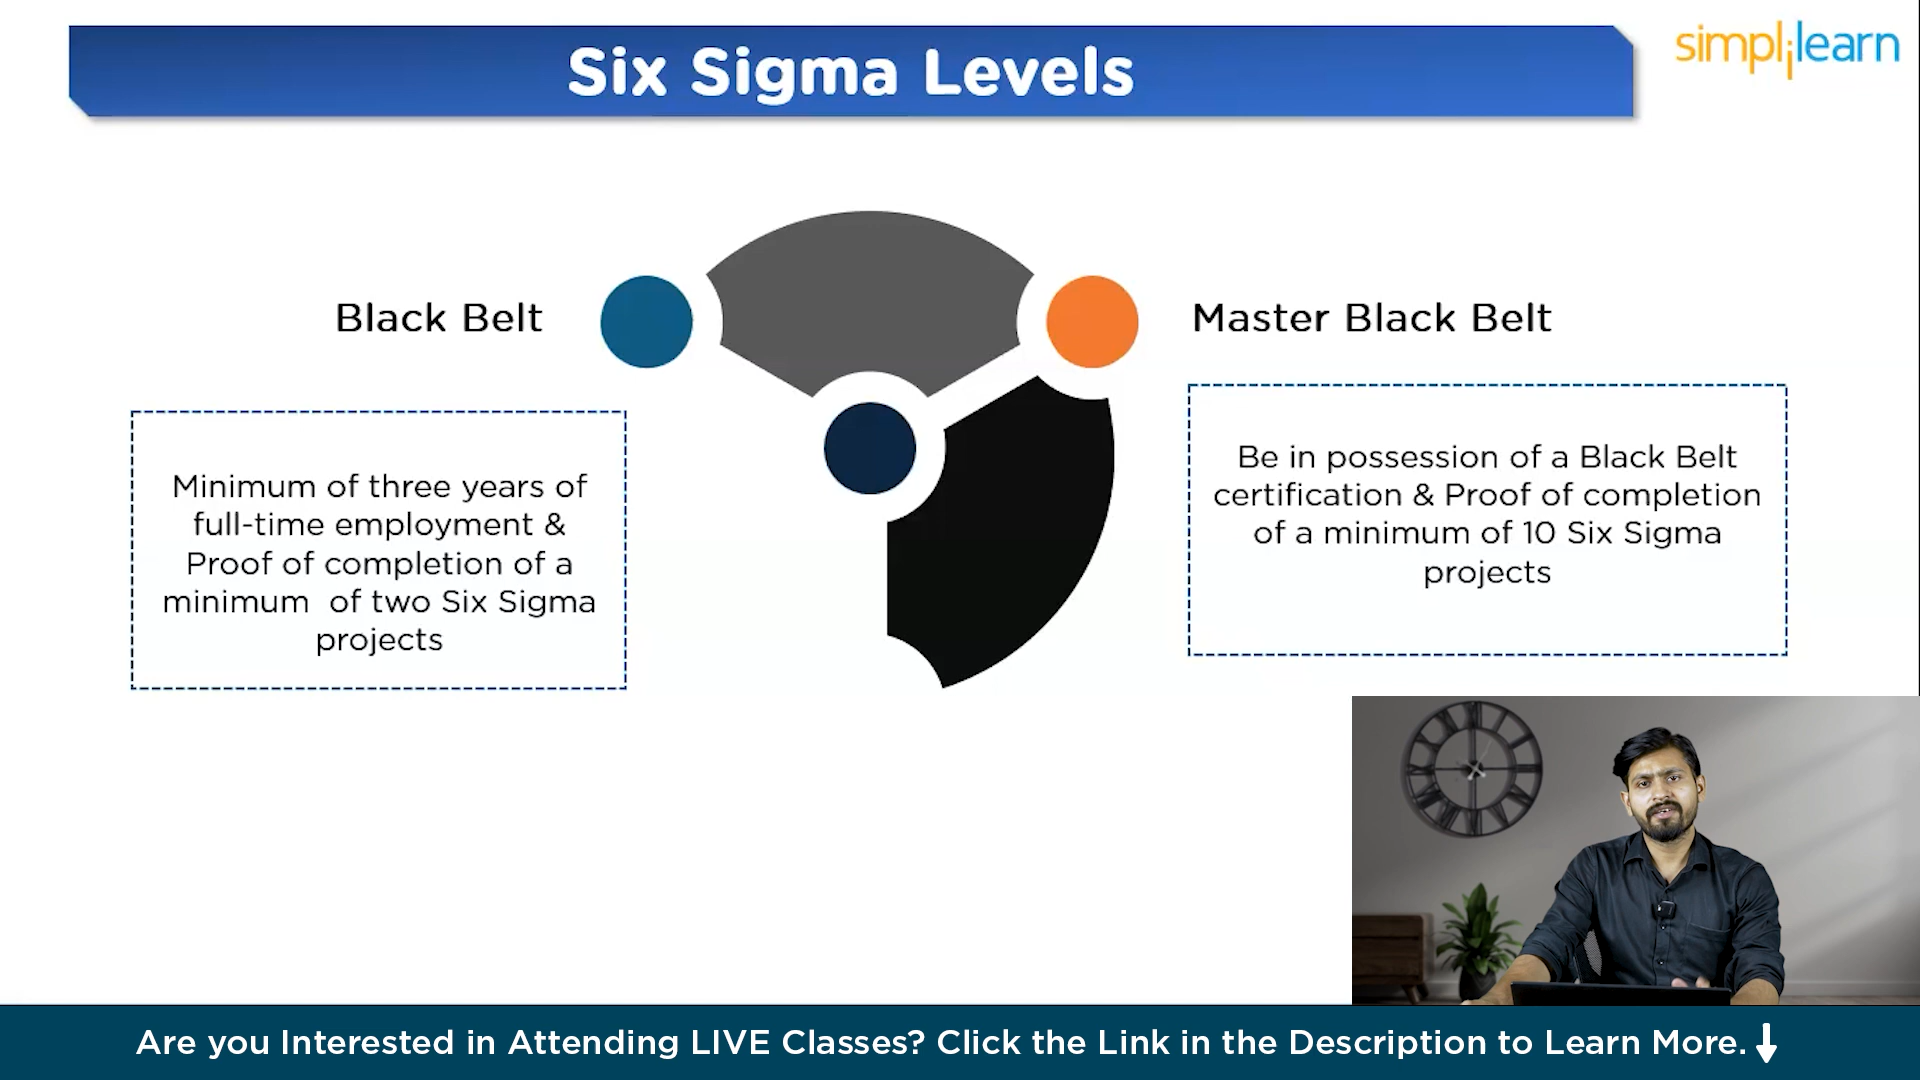 Six Sigma Levels
simplilearn
Black Belt
Minimum of three years of
full-time employment &
Proof of completion of a
minimum of two Six Sigma
projects
Master Black Belt
Be in possession of a Black Belt
certification & Proof of completion
of a minimum of 10 Six Sigma
projects
Are you Interested in Attending LIVE Classes? Click the Link in the Description to Learn More.